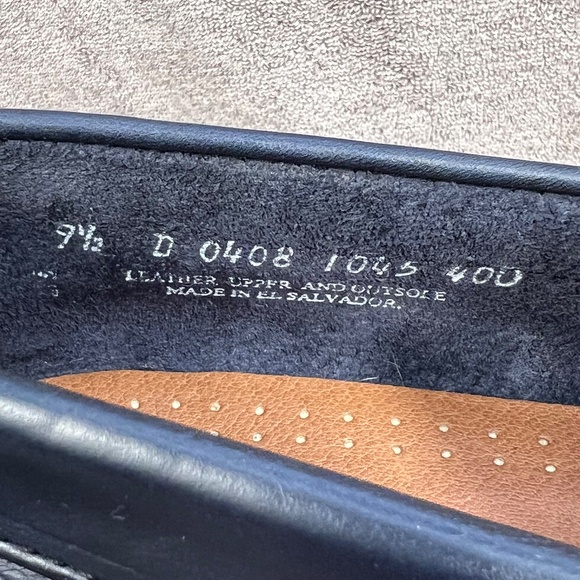 9½ D 0408 1045 400
LEATHER UPPER AND OUTSOLE
MADE IN EL SALVADOR.